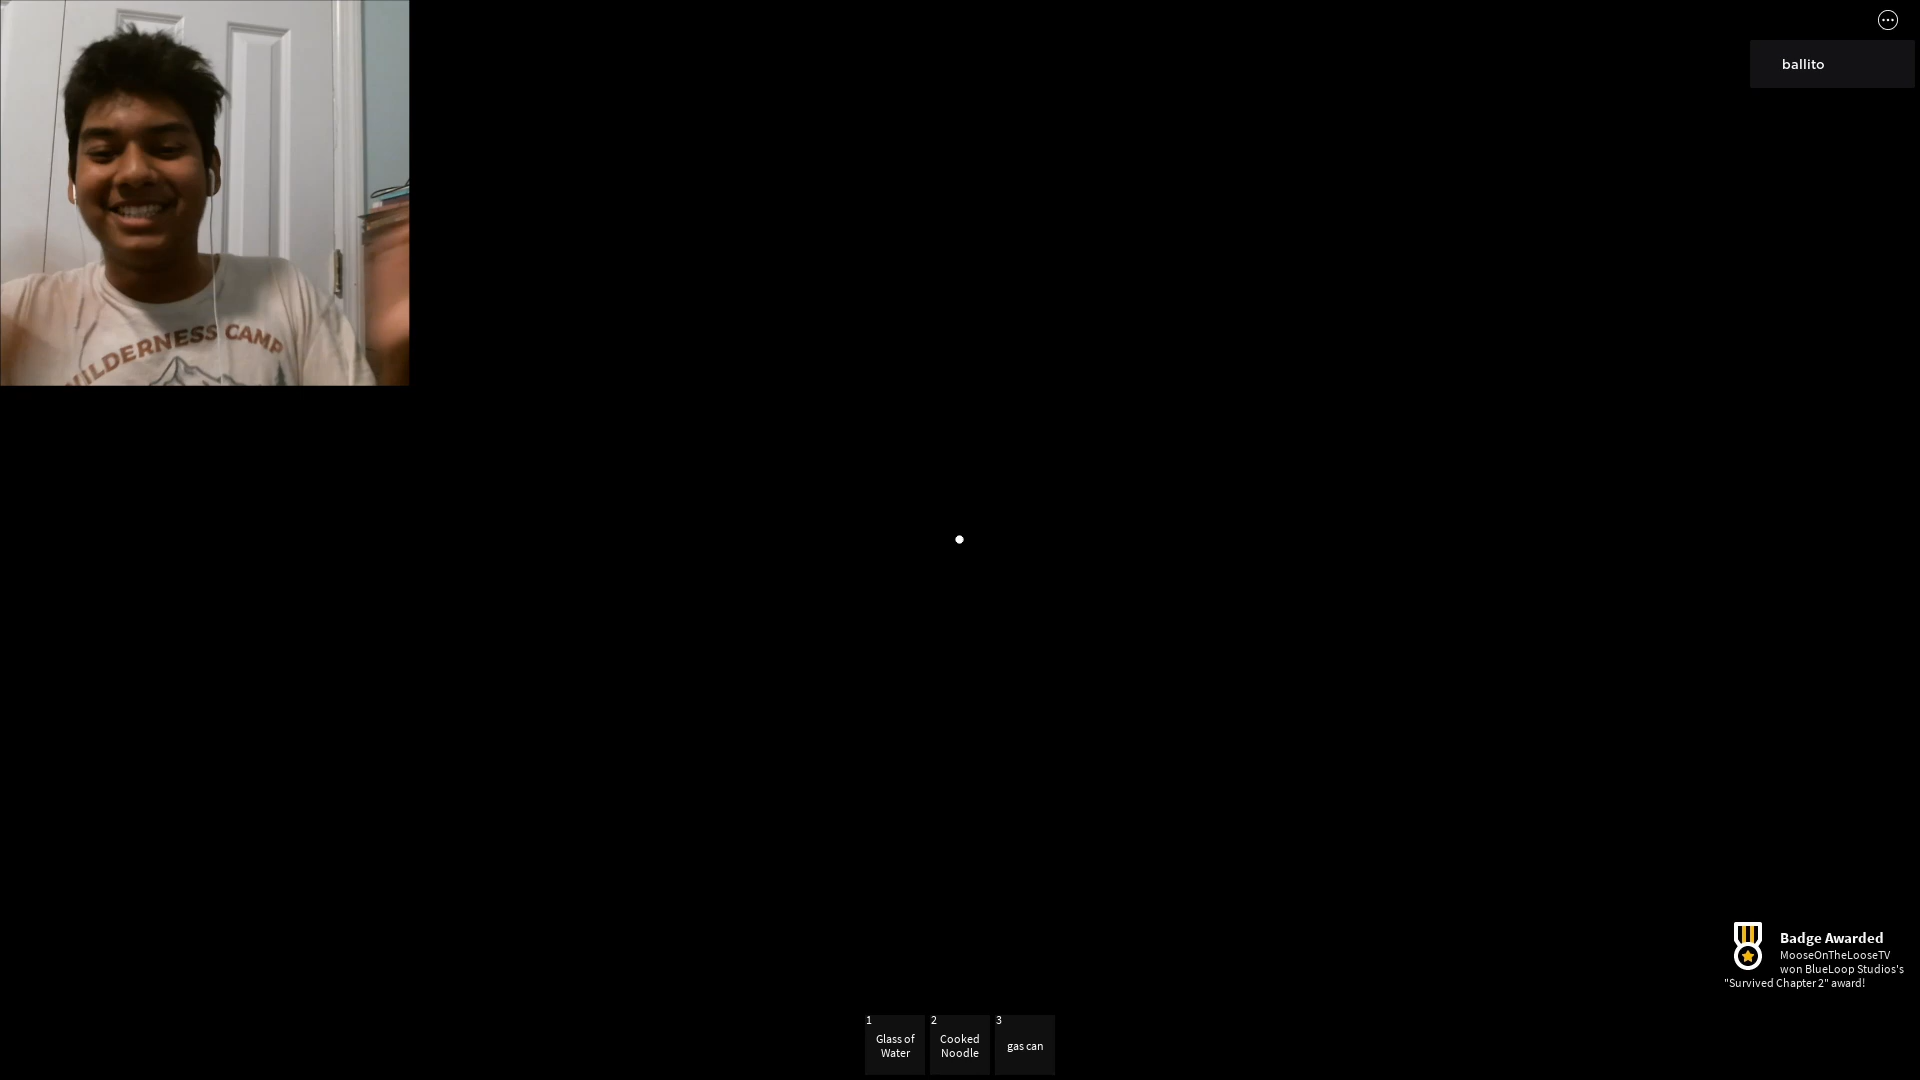 WILDERNESS CAMP
ballito
Badge Awarded
MooseOnTheLooseTV
won BlueLoop Studios's
"Survived Chapter 2" award!
1
2
3
Glass of
Water
Cooked
Noodle
gas can